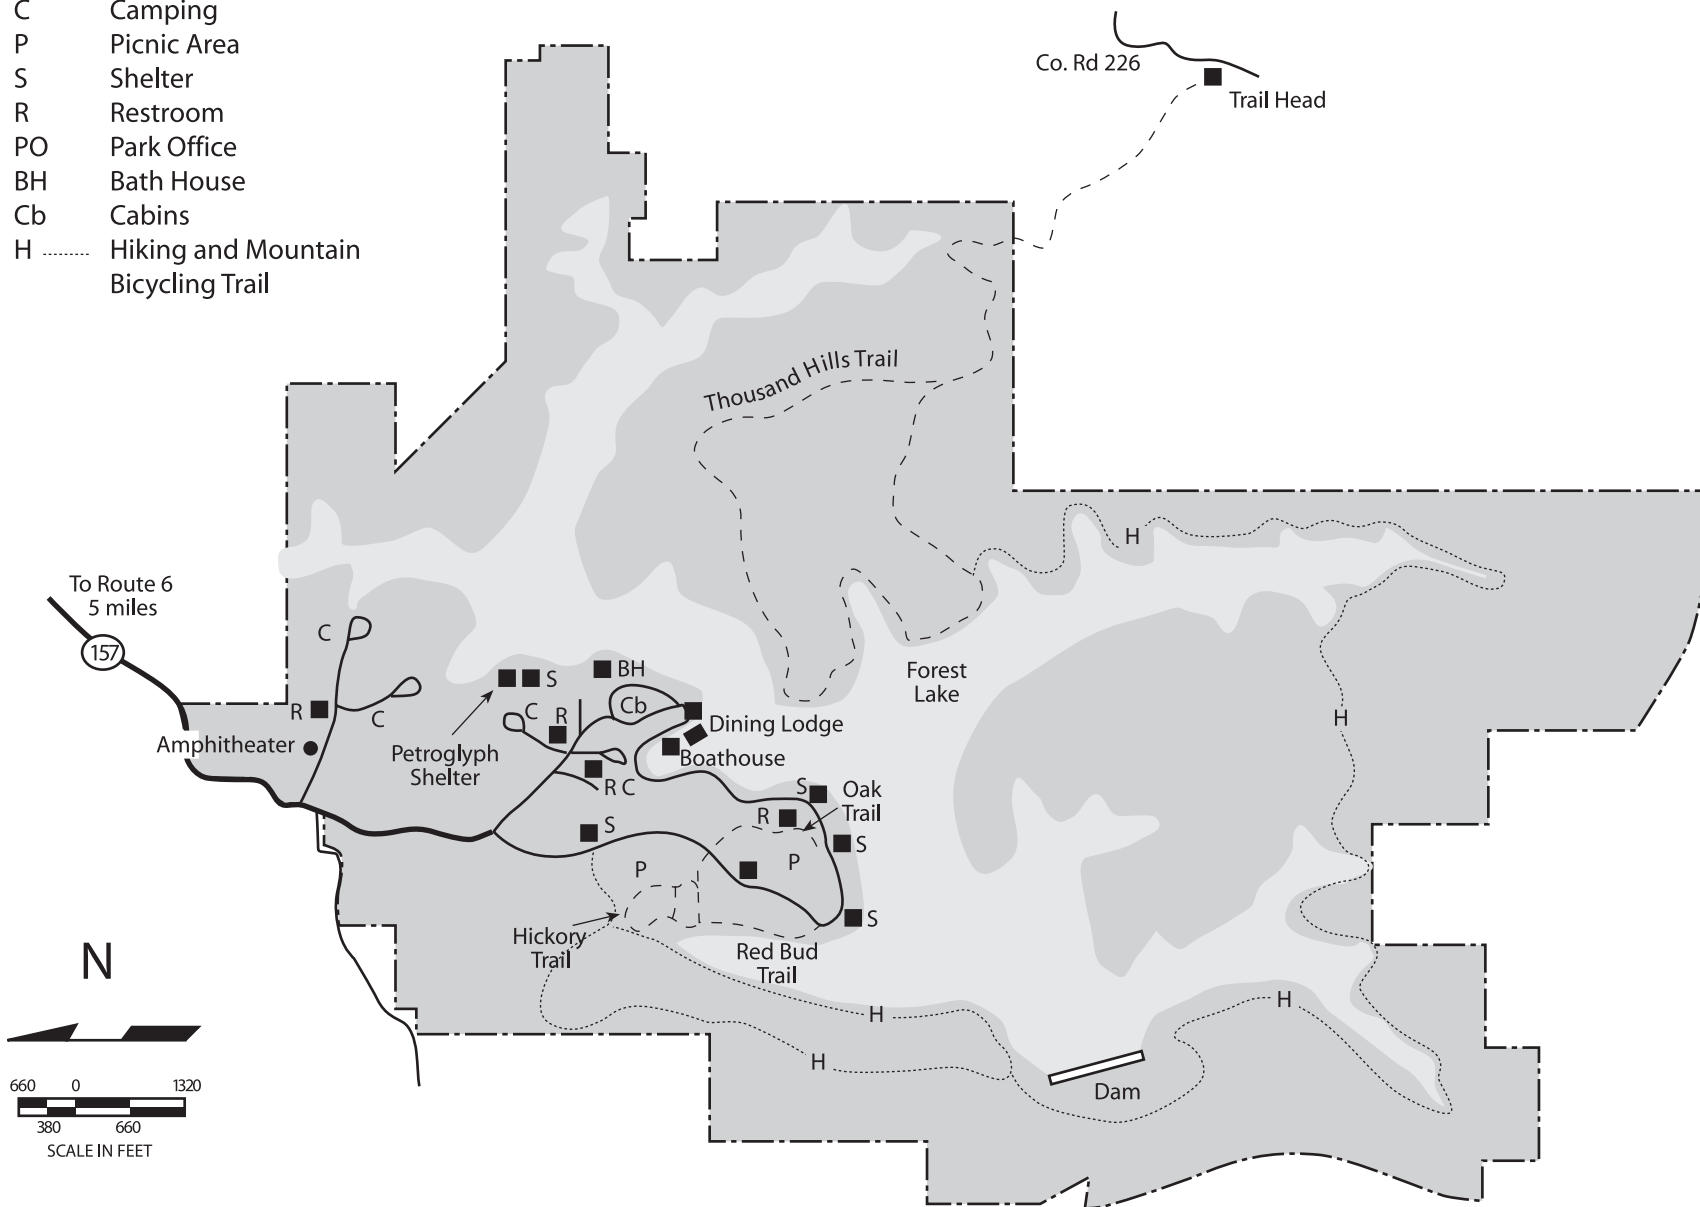 C Camping
P Picnic Area
S Shelter
R Restroom
PO Park Office
BH Bath House
Cb Cabins
H Hiking and Mountain
Bicycling Trail
Co. Rd 226
Trail Head
Thousand Hills Trail
H
To Route 6
5 miles
157
C
C
R
Amphitheater
S
BH
Petroglyph
Shelter
C
R
Cb
Dining Lodge
Boathouse
R C
Forest
Lake
H
S
Oak
Trail
R
S
S
P
P
S
Hickory
Trail
Red Bud
Trail
H
H
H
Dam
N
660 0 1320
380 660
SCALE IN FEET